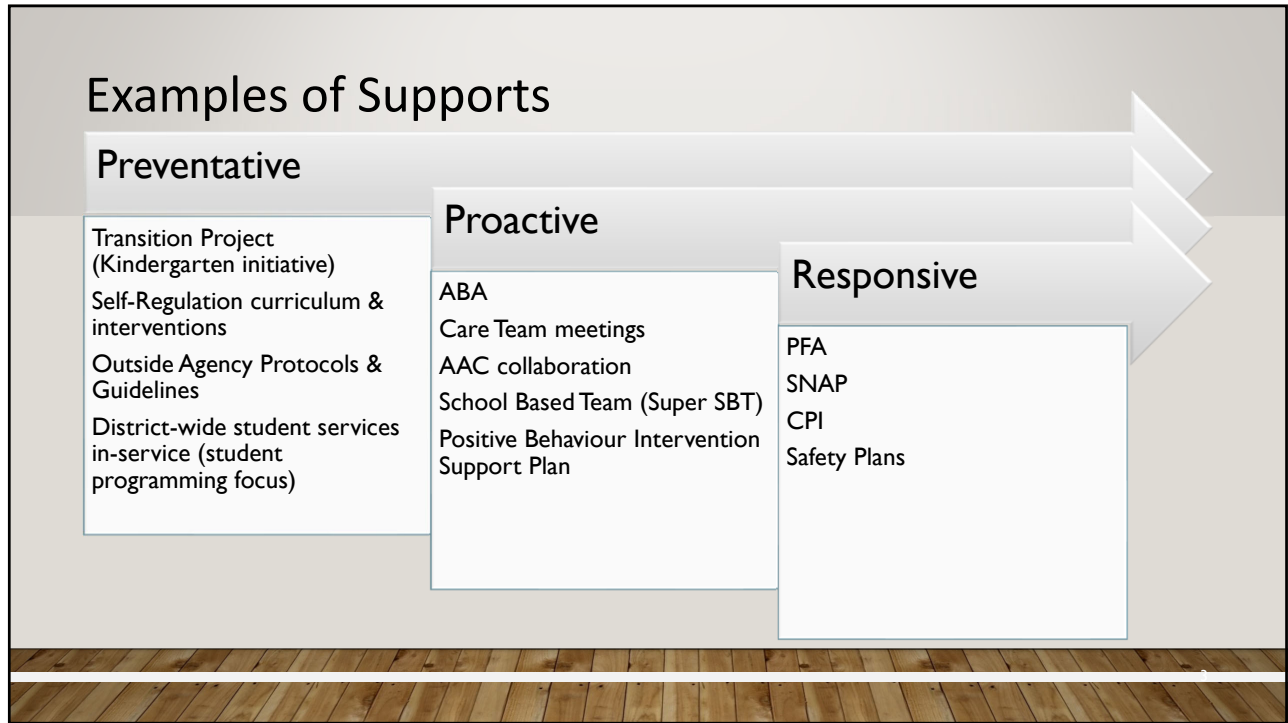 Examples of Supports
Preventative
Transition Project
(Kindergarten initiative)
Self-Regulation curriculum &
interventions
Outside Agency Protocols &
Guidelines
District-wide student services
in-service (student
programming focus)
Proactive
ABA
Care Team meetings
AAC collaboration
School Based Team (Super SBT)
Positive Behaviour Intervention
Support Plan
Responsive
PFA
SNAP
CPI
Safety Plans